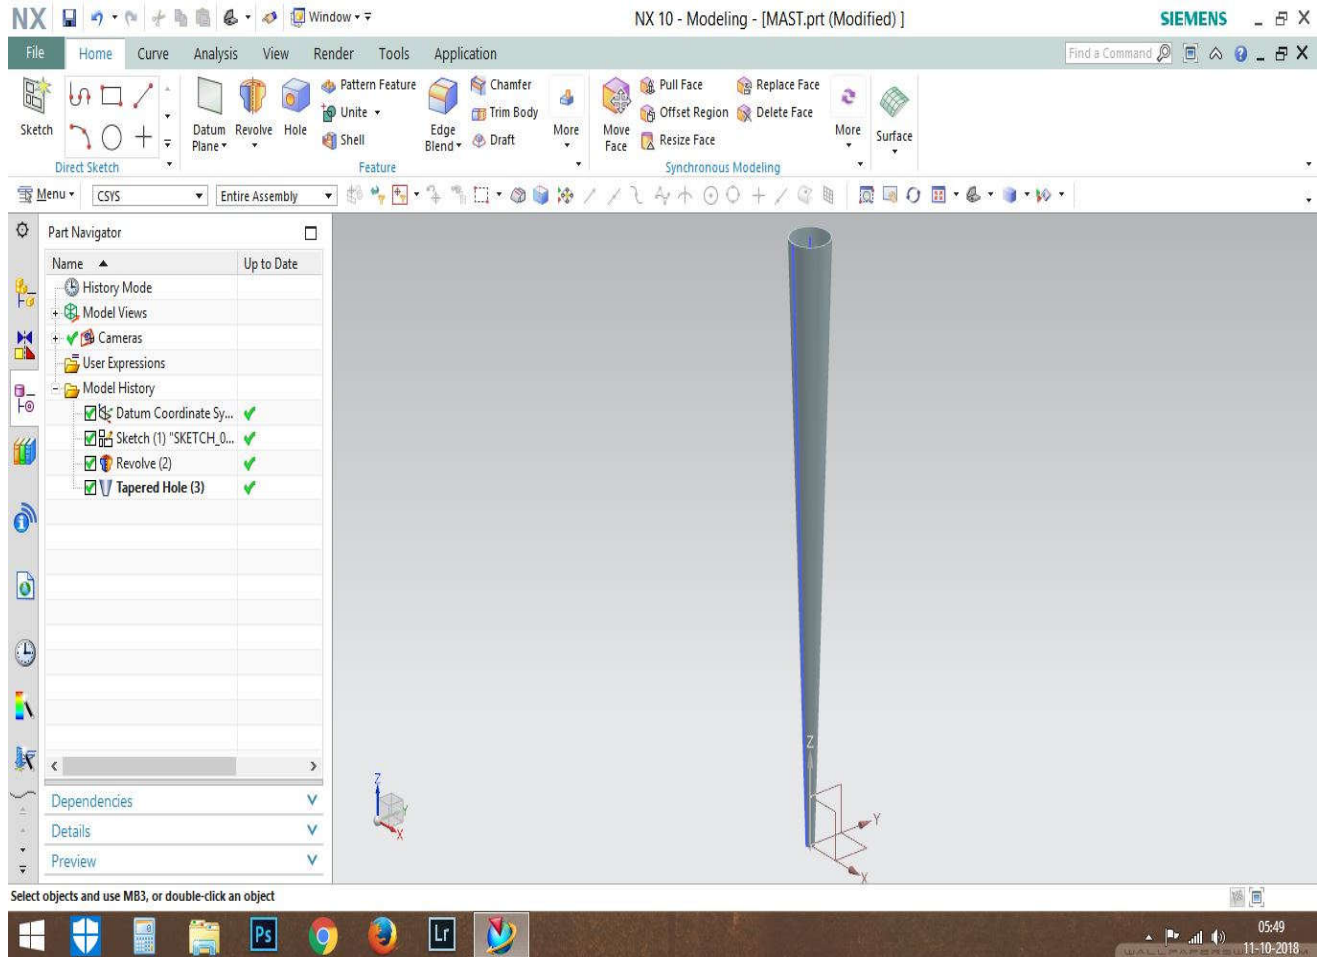 NX Window NX 10 - Modeling - [MAST.prt (Modified) ] SIEMENS
File Home Curve Analysis View Render Tools Application Find a Command
Pattern Feature Chamfer Pull Face Replace Face
Unite Trim Body Offset Region Delete Face
Sketch Datum Plane Revolve Hole Shell Edge Blend Draft More Move Face Resize Face More Surface
Direct Sketch Feature Synchronous Modeling
Menu CSYS Entire Assembly
Part Navigator
Name Up to Date
History Mode
Model Views
Cameras
User Expressions
Model History
Datum Coordinate Sy...
Sketch (1) "SKETCH_0...
Revolve (2)
Tapered Hole (3)
Z
Y
X
Z
Y
X
Dependencies
Details
Preview
Select objects and use MB3, or double-click an object
Ps Lr 05:49
11-10-2018